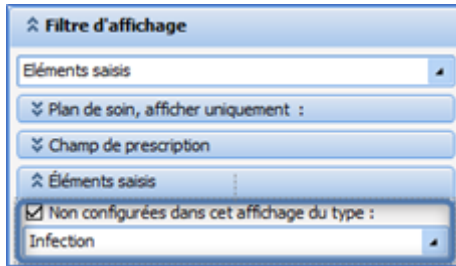 Filtre d'affichage
Eléments saisis
Plan de soin, afficher uniquement :
Champ de prescription
Éléments saisis
Non configurées dans cet affichage du type :
Infection